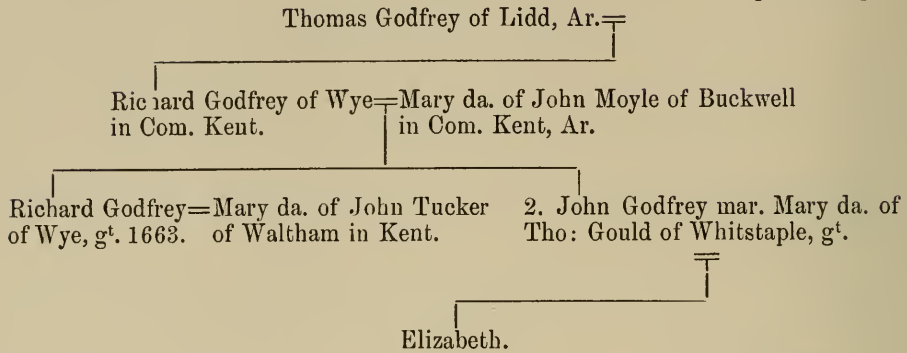 Thomas Godfrey of Lidd, Ar.
Richard Godfrey of Wye=Mary da. of John Moyle of Buckwell
in Com. Kent. in Com. Kent, Ar.
Richard Godfrey=Mary da. of John Tucker 2. John Godfrey mar. Mary da. of
of Wye, gᵗ. 1663. of Waltham in Kent. Tho: Gould of Whitstaple, gᵗ.
Elizabeth.